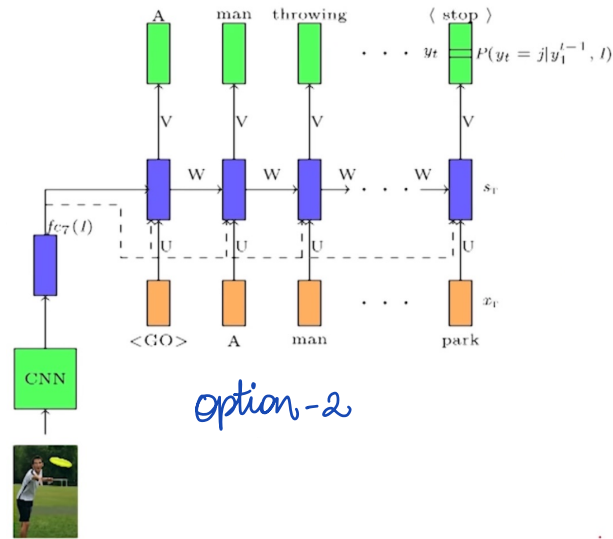 A man throwing ⟨ stop ⟩
. . . y_t P(y_t = j|y_1^{t−1}, I)
V V V V
W W W W
. . . s_T
fc_7(I)
U U U U
. . . x_T
<GO> A man park
CNN
option-2